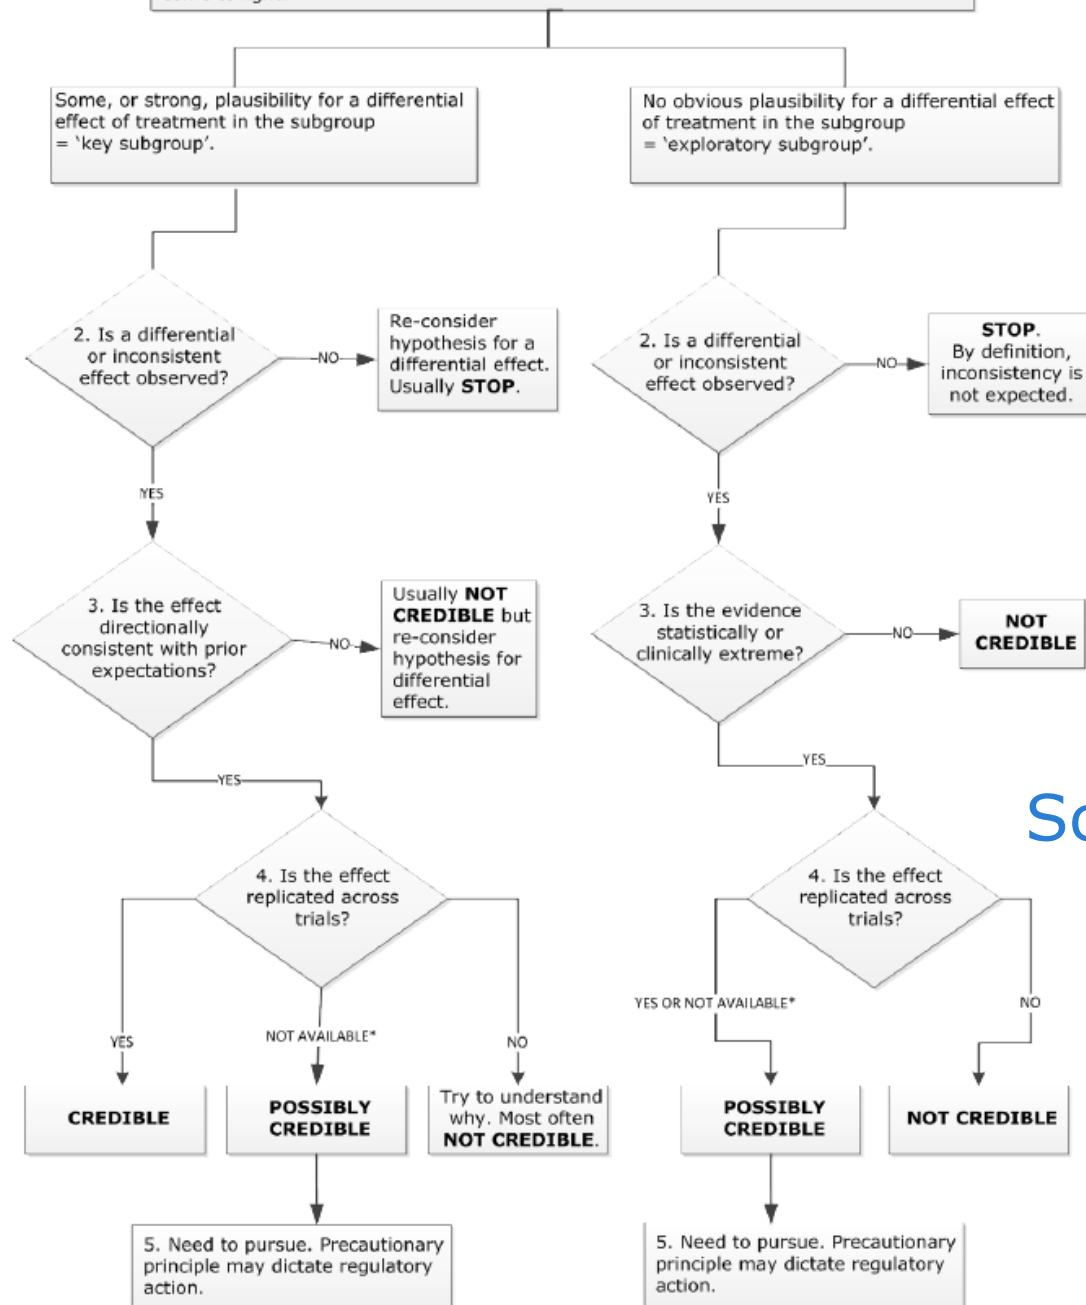 Some, or strong, plausibility for a differential
effect of treatment in the subgroup
= ‘key subgroup’.
No obvious plausibility for a differential effect
of treatment in the subgroup
= ‘exploratory subgroup’.
2. Is a differential
or inconsistent
effect observed?
NO
Re-consider
hypothesis for a
differential effect.
Usually STOP.
2. Is a differential
or inconsistent
effect observed?
NO
STOP.
By definition,
inconsistency is
not expected.
YES
YES
3. Is the effect
directionally
consistent with prior
expectations?
NO
Usually NOT
CREDIBLE but
re-consider
hypothesis for
differential
effect.
3. Is the evidence
statistically or
clinically extreme?
NO
NOT
CREDIBLE
YES
YES
So
4. Is the effect
replicated across
trials?
4. Is the effect
replicated across
trials?
YES
NOT AVAILABLE*
NO
YES OR NOT AVAILABLE*
NO
CREDIBLE
POSSIBLY
CREDIBLE
Try to understand
why. Most often
NOT CREDIBLE.
POSSIBLY
CREDIBLE
NOT CREDIBLE
5. Need to pursue. Precautionary
principle may dictate regulatory
action.
5. Need to pursue. Precautionary
principle may dictate regulatory
action.